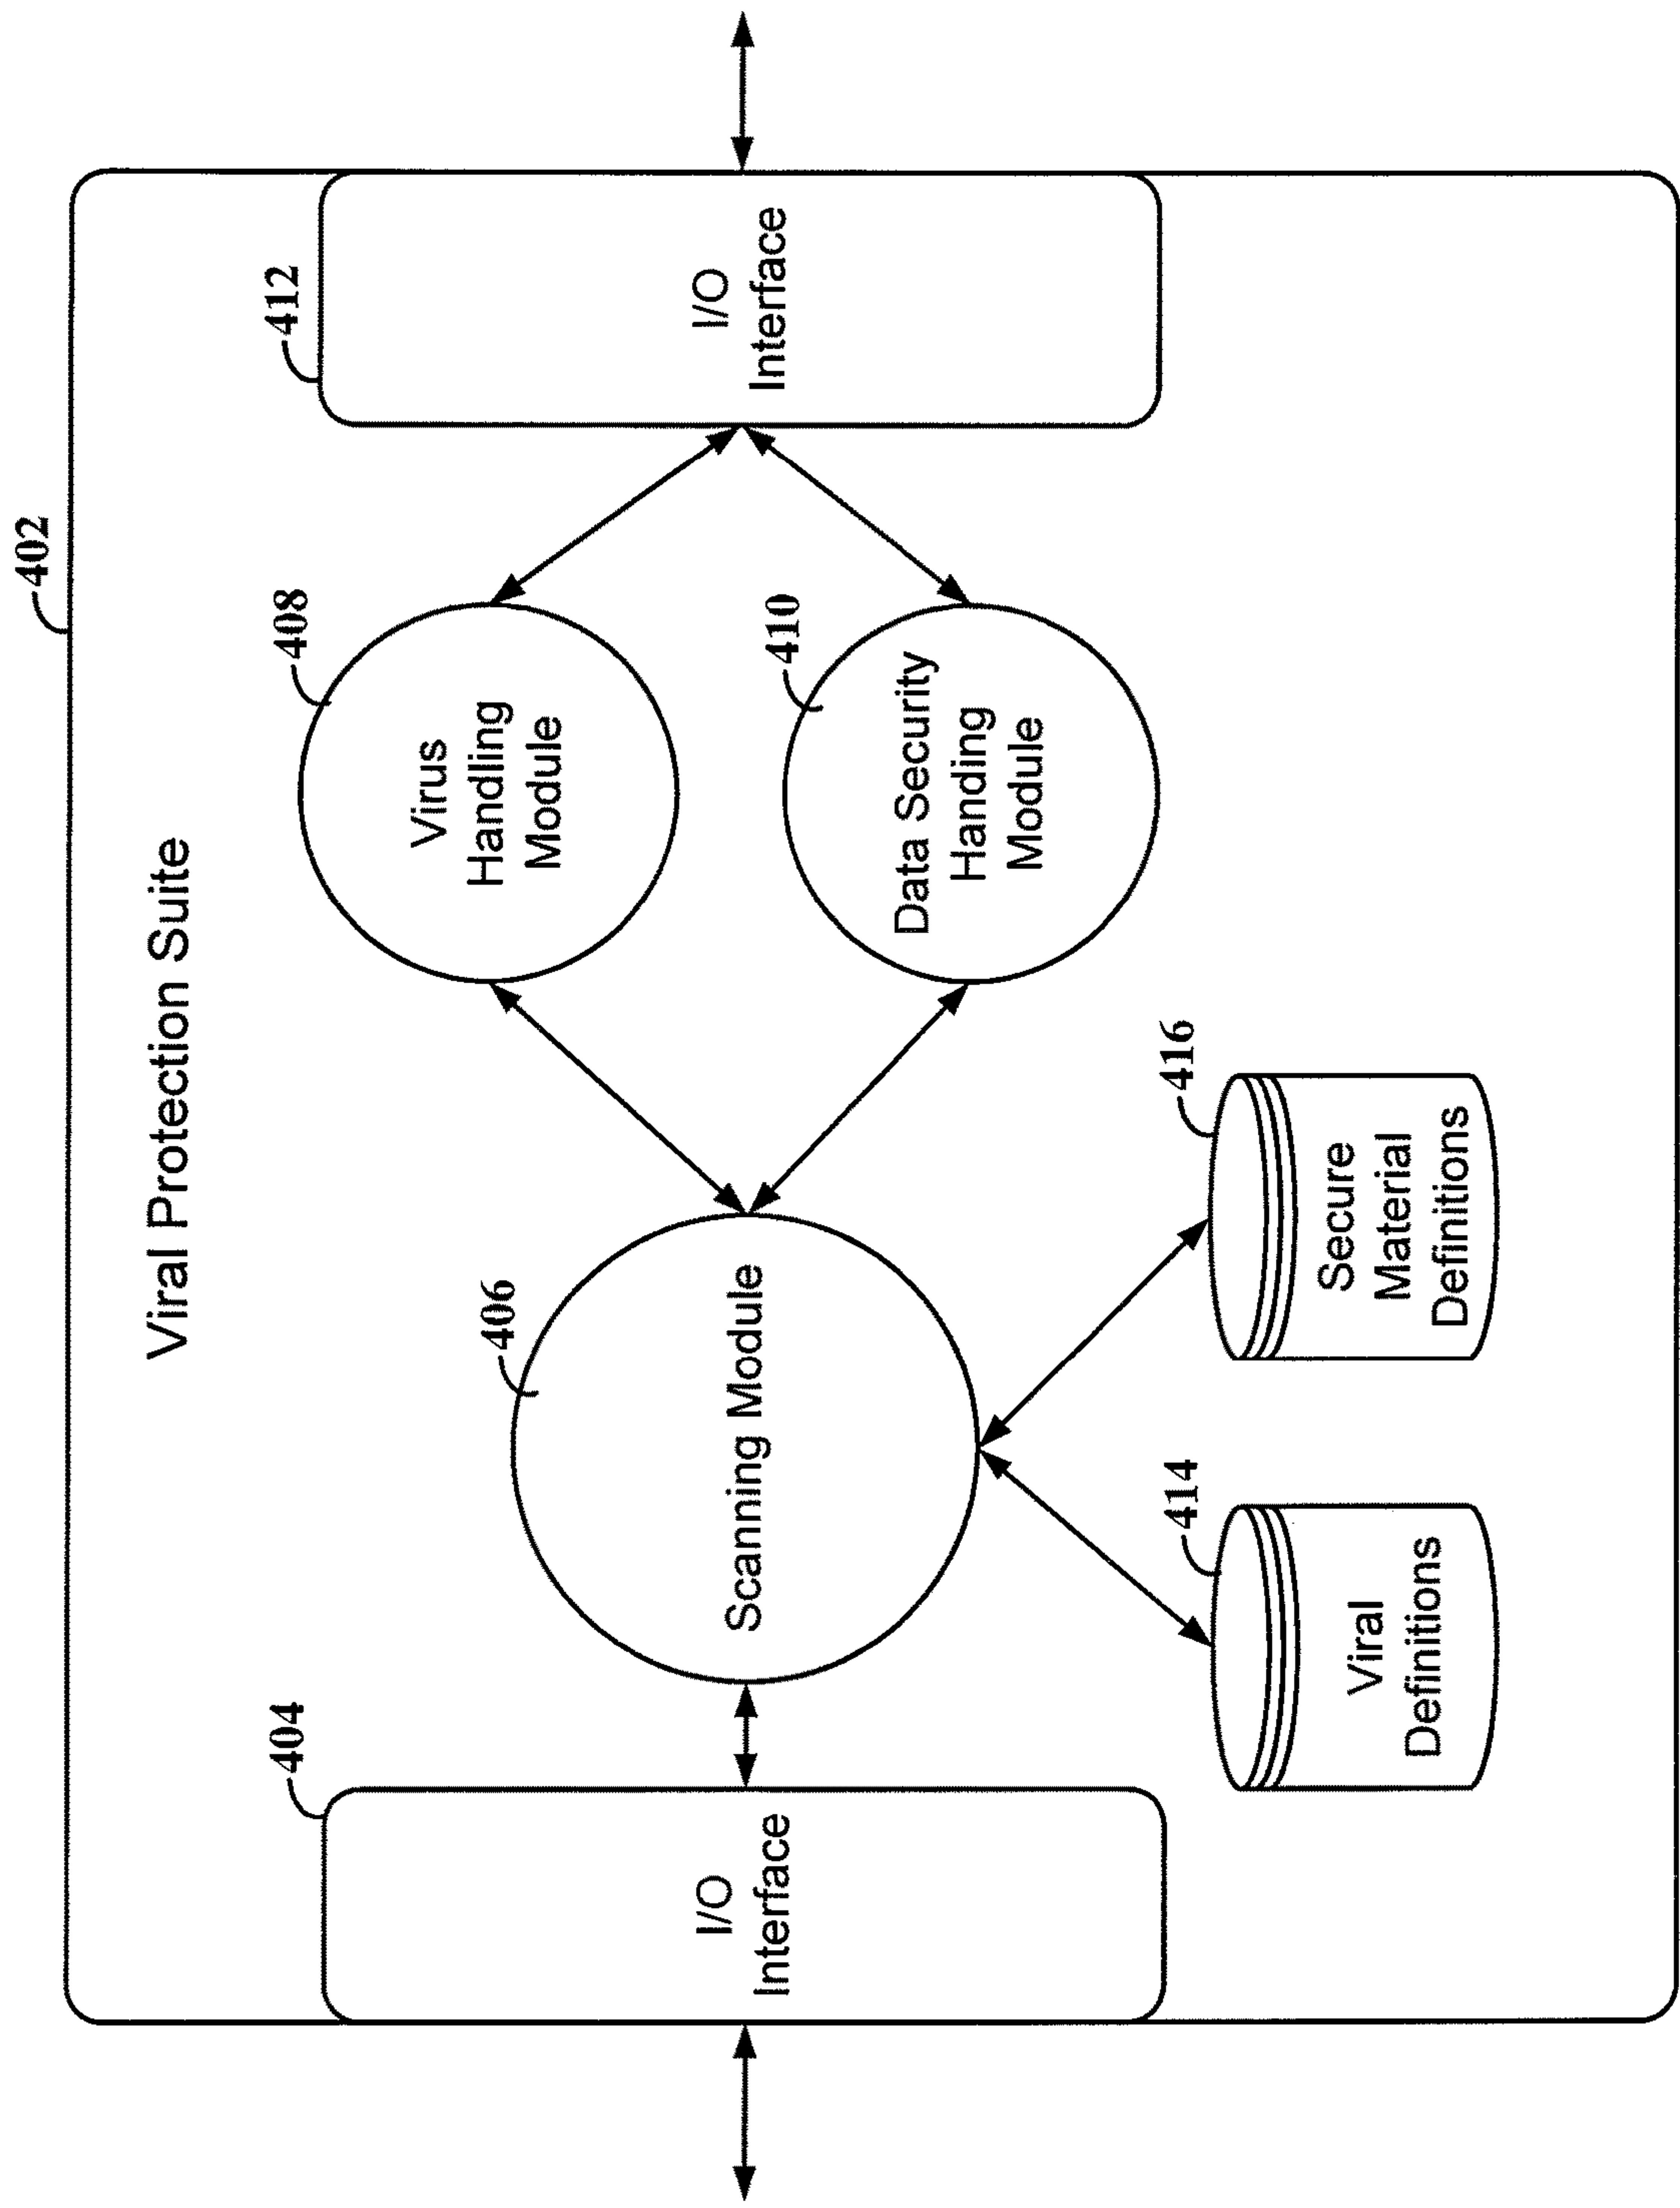 402
Viral Protection Suite
404
I/O
Interface
406
Scanning Module
408
Virus
Handling
Module
410
Data Security
Handing
Module
412
I/O
Interface
414
Viral
Definitions
416
Secure
Material
Definitions